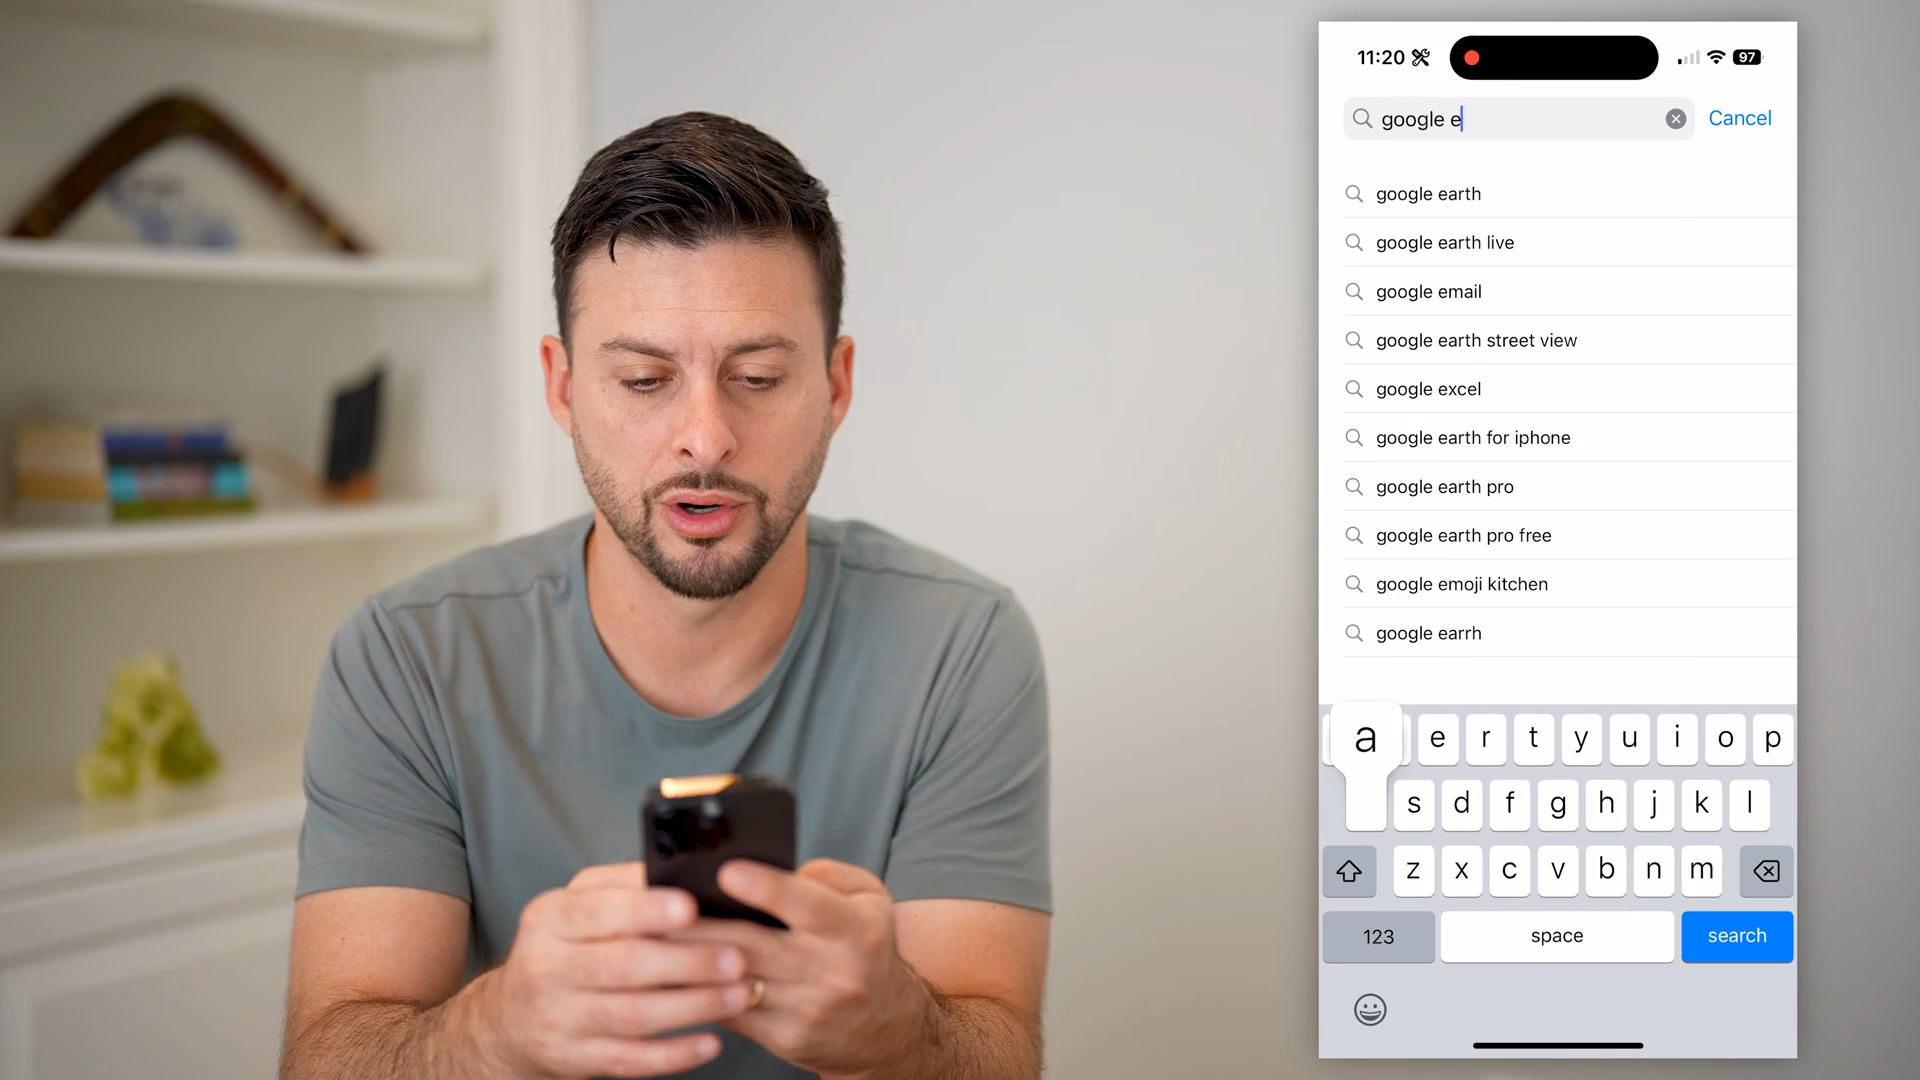 11:20
97
google e
Cancel
google earth
google earth live
google email
google earth street view
google excel
google earth for iphone
google earth pro
google earth pro free
google emoji kitchen
google earrh
a e r t y u i o p
s d f g h j k l
z x c v b n m
123 space search